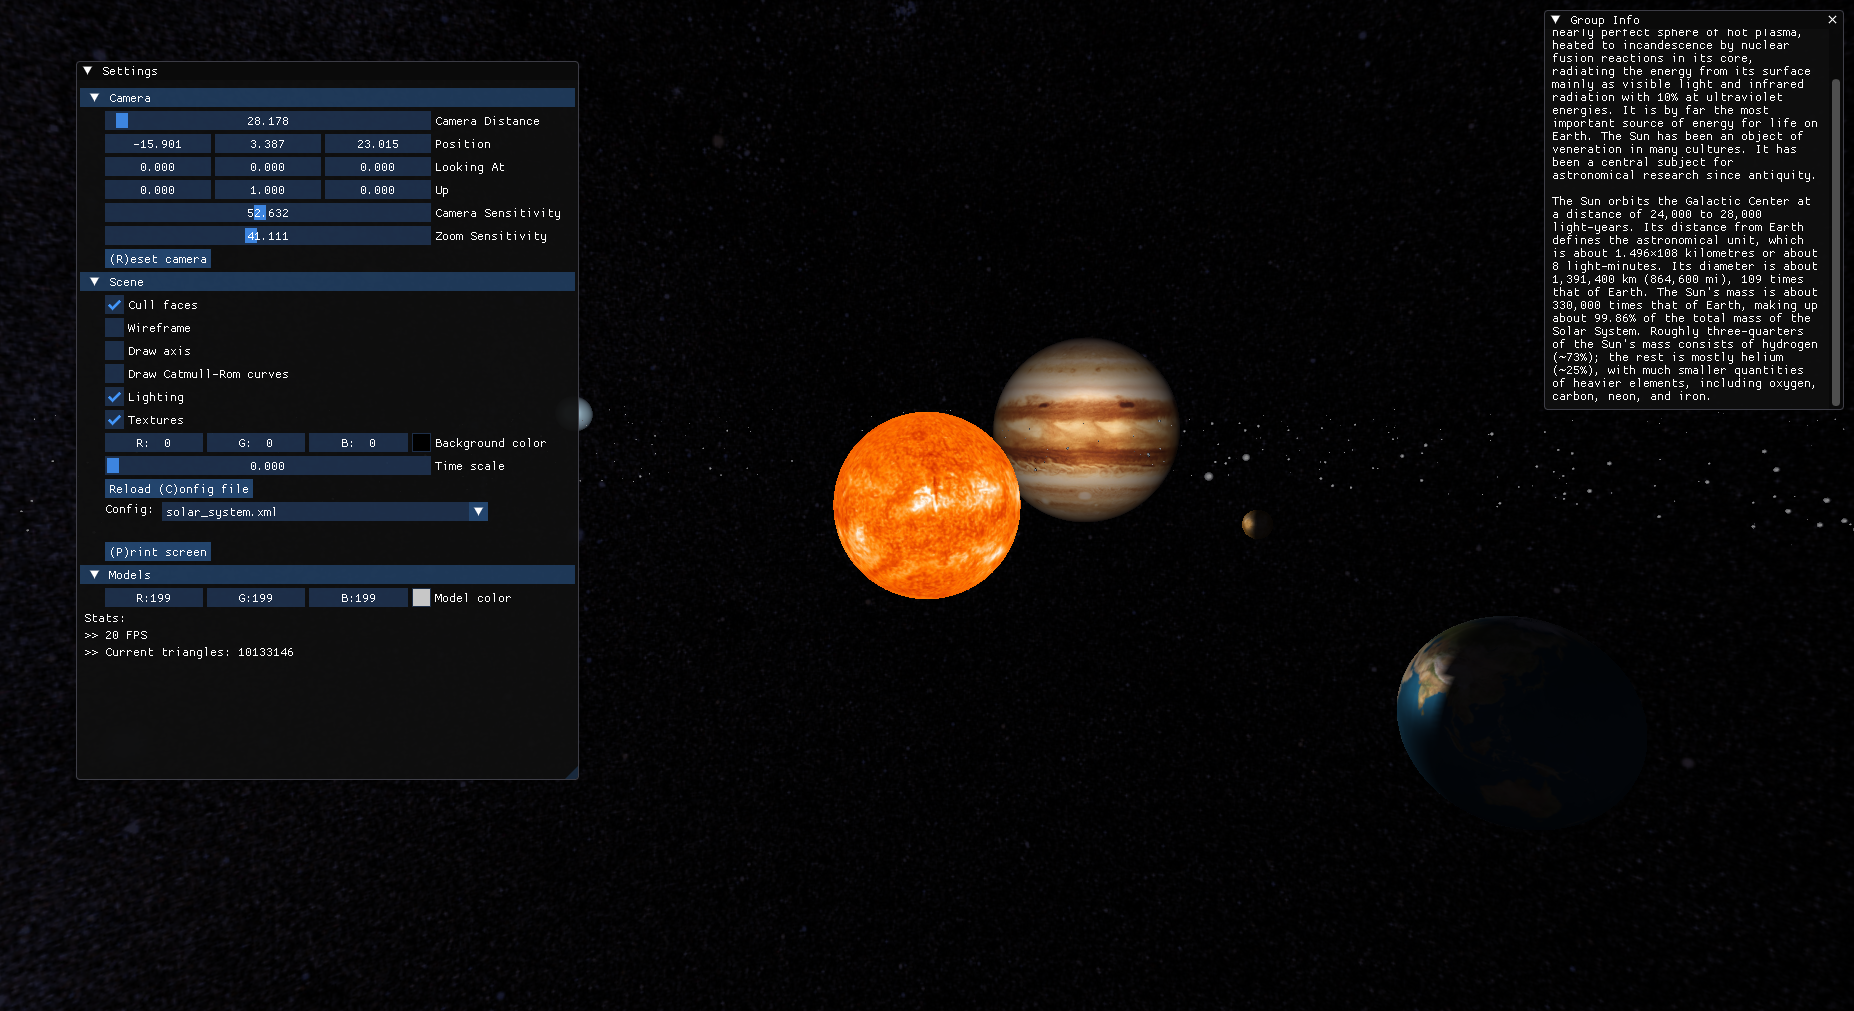 Settings
Camera
28.178 Camera Distance
-15.901 3.387 23.015 Position
0.000 0.000 0.000 Looking At
0.000 1.000 0.000 Up
52.632 Camera Sensitivity
41.111 Zoom Sensitivity
(R)eset camera
Scene
Cull faces
Wireframe
Draw axis
Draw Catmull-Rom curves
Lighting
Textures
R: 0 G: 0 B: 0 Background color
0.000 Time scale
Reload (C)onfig file
Config: solar_system.xml
(P)rint screen
Models
R:199 G:199 B:199 Model color
Stats:
>> 20 FPS
>> Current triangles: 10133146
Group Info
nearly perfect sphere of hot plasma,
heated to incandescence by nuclear
fusion reactions in its core,
radiating the energy from its surface
mainly as visible light and infrared
radiation with 10% at ultraviolet
energies. It is by far the most
important source of energy for life on
Earth. The Sun has been an object of
veneration in many cultures. It has
been a central subject for
astronomical research since antiquity.
The Sun orbits the Galactic Center at
a distance of 24,000 to 28,000
light-years. Its distance from Earth
defines the astronomical unit, which
is about 1.496×108 kilometres or about
8 light-minutes. Its diameter is about
1,391,400 km (864,600 mi), 109 times
that of Earth. The Sun's mass is about
330,000 times that of Earth, making up
about 99.86% of the total mass of the
Solar System. Roughly three-quarters
of the Sun's mass consists of hydrogen
(~73%); the rest is mostly helium
(~25%), with much smaller quantities
of heavier elements, including oxygen,
carbon, neon, and iron.